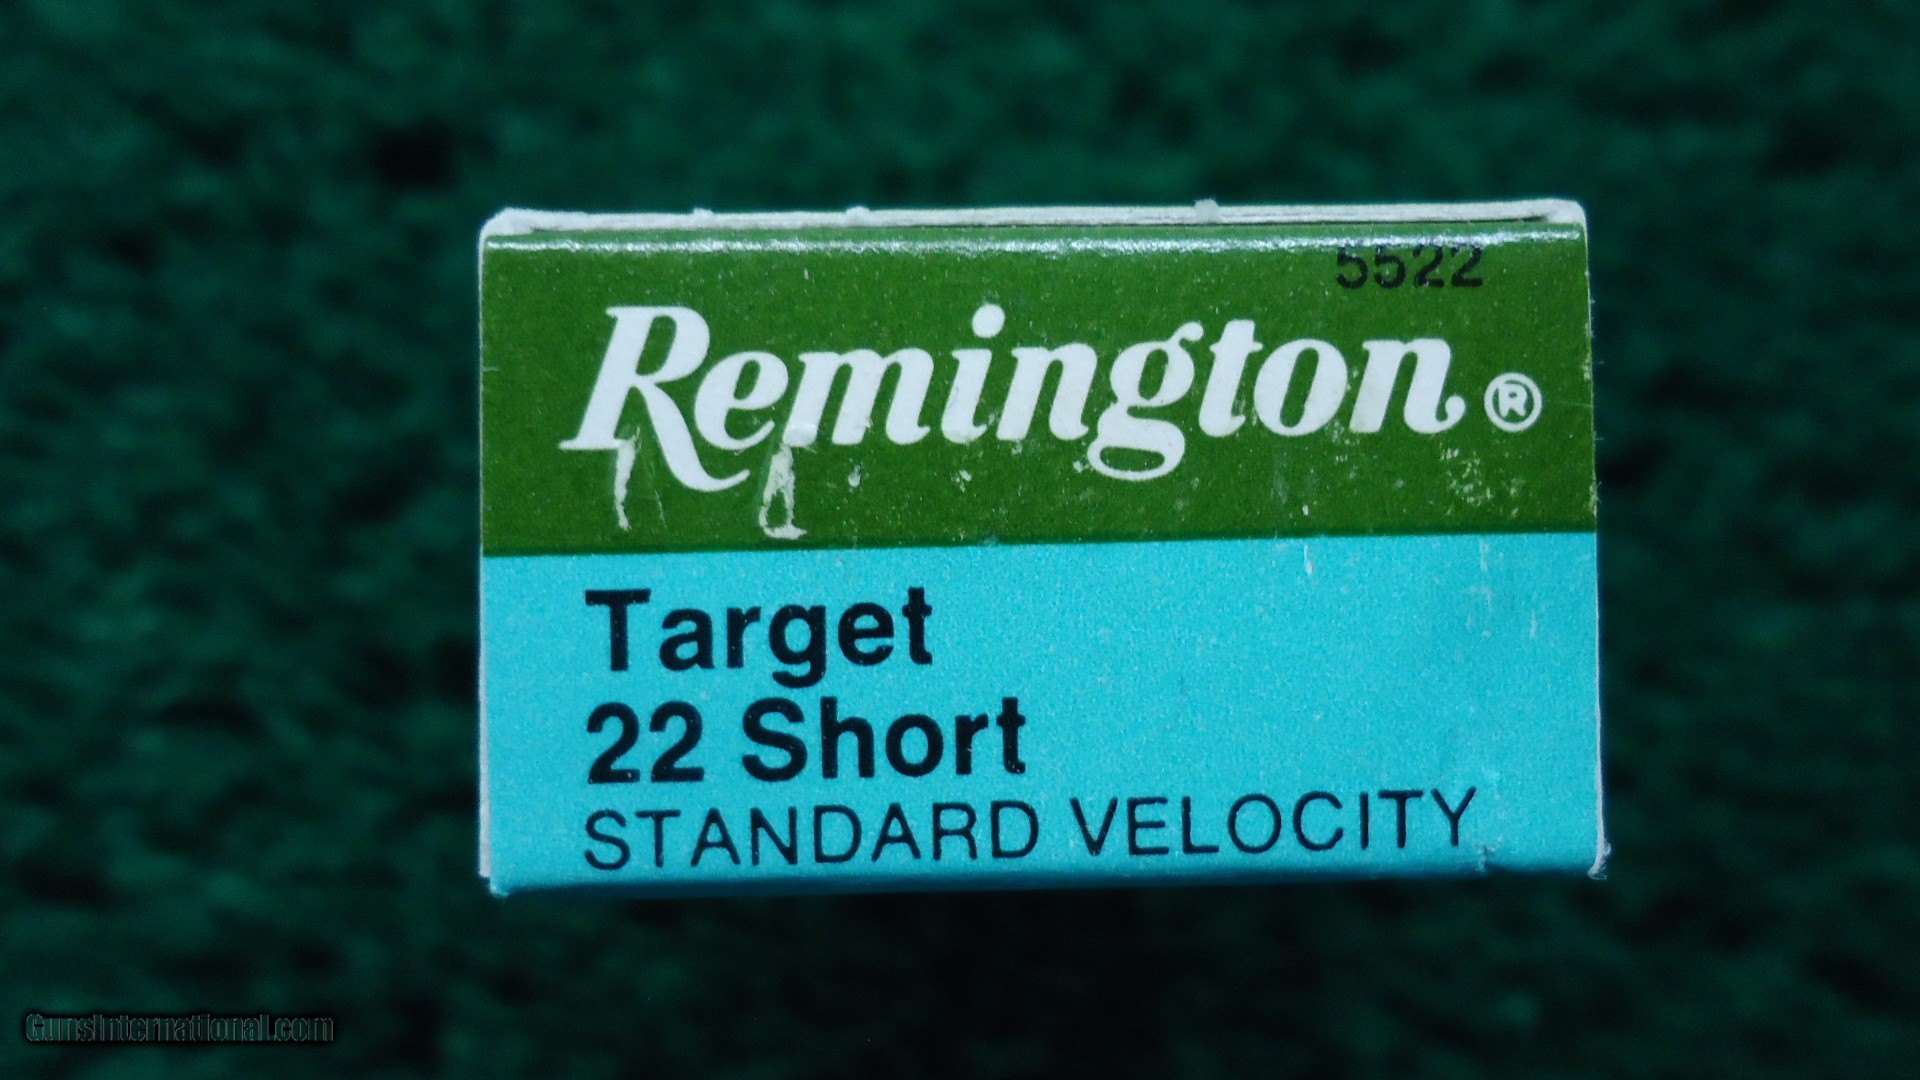 5522
Remington®
Target
22 Short
STANDARD VELOCITY
GunsInternational.com